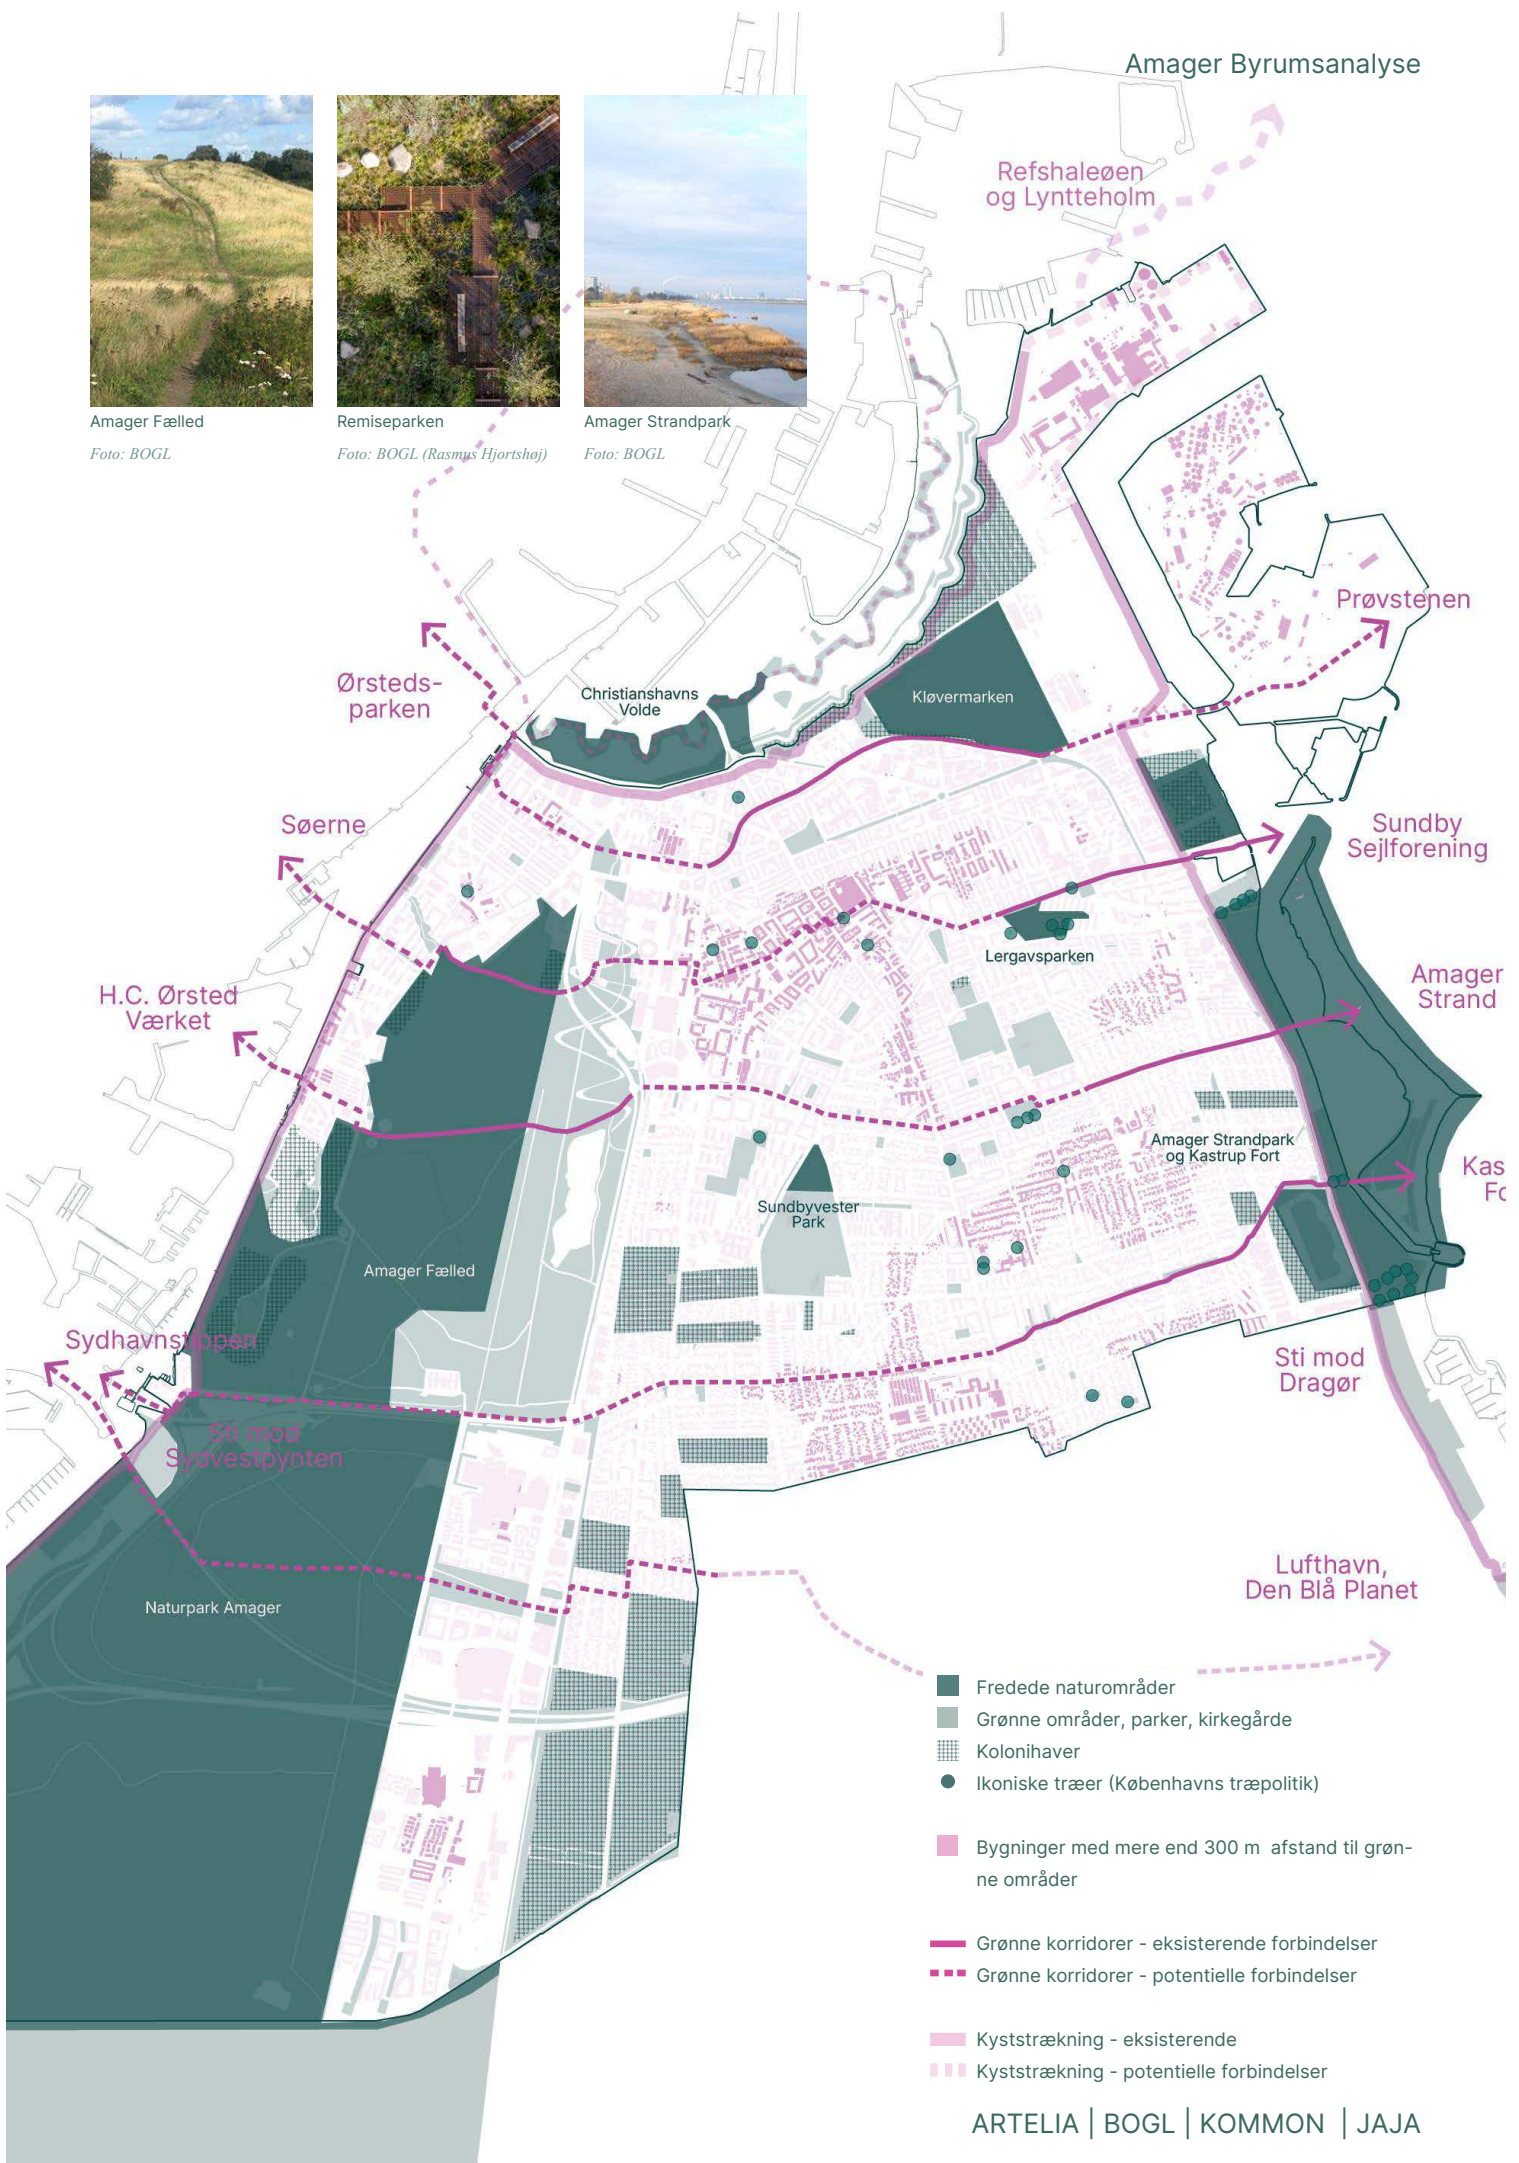 Amager Byrumsanalyse
Amager Fælled
Foto: BOGL
Remiseparken
Foto: BOGL (Rasmus Hjortshøj)
Amager Strandpark
Foto: BOGL
Refshaleøen
og Lyntteholm
Prøvstenen
Ørsteds-
parken
Christianshavns
Volde
Kløvermarken
Søerne
Sundby
Sejlforening
Lergavsparken
H.C. Ørsted
Værket
Amager
Strand
Amager Strandpark
og Kastrup Fort
Kas
Fo
Sundbyvester
Park
Amager Fælled
Sydhavnstippen
Sti mod
Dragør
Sti mod
Sydvestpynten
Lufthavn,
Den Blå Planet
Naturpark Amager
Fredede naturområder
Grønne områder, parker, kirkegårde
Kolonihaver
Ikoniske træer (Københavns træpolitik)
Bygninger med mere end 300 m afstand til grøn-
ne områder
Grønne korridorer - eksisterende forbindelser
Grønne korridorer - potentielle forbindelser
Kyststrækning - eksisterende
Kyststrækning - potentielle forbindelser
ARTELIA | BOGL | KOMMON | JAJA